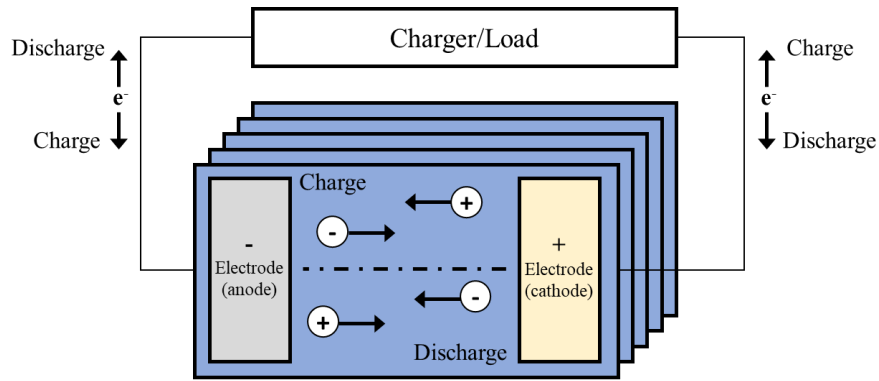 Charger/Load
Discharge
e-
Charge
Charge
e-
Discharge
Charge
+
-
-
Electrode
(anode)
+
Electrode
(cathode)
-
+
Discharge